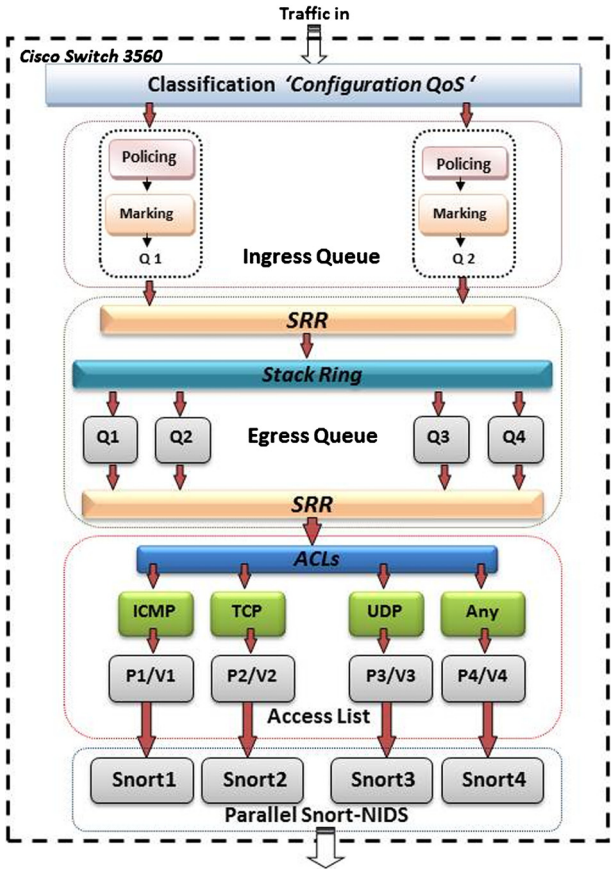 Traffic in
Cisco Switch 3560
Classification ‘Configuration QoS‘
Policing
Policing
Marking
Marking
Q 1
Ingress Queue
Q 2
SRR
Stack Ring
Q1
Q2
Egress Queue
Q3
Q4
SRR
ACLs
ICMP
TCP
UDP
Any
P1/V1
P2/V2
P3/V3
P4/V4
Access List
Snort1
Snort2
Snort3
Snort4
Parallel Snort-NIDS